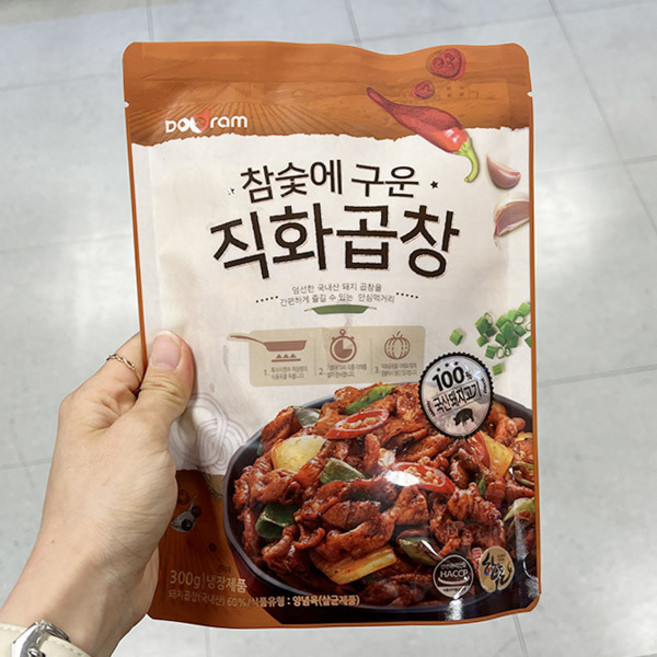 Dodram
참숯에 구운
직화곱창
엄선한 국내산 돼지 곱창을
간편하게 즐길 수 있는 안심먹거리
1.
2.
3.
100%
국산돼지고기
HACCP
300g 냉장제품
돼지곱창(국내산) 60%/식품유형 : 양념육(살균제품)